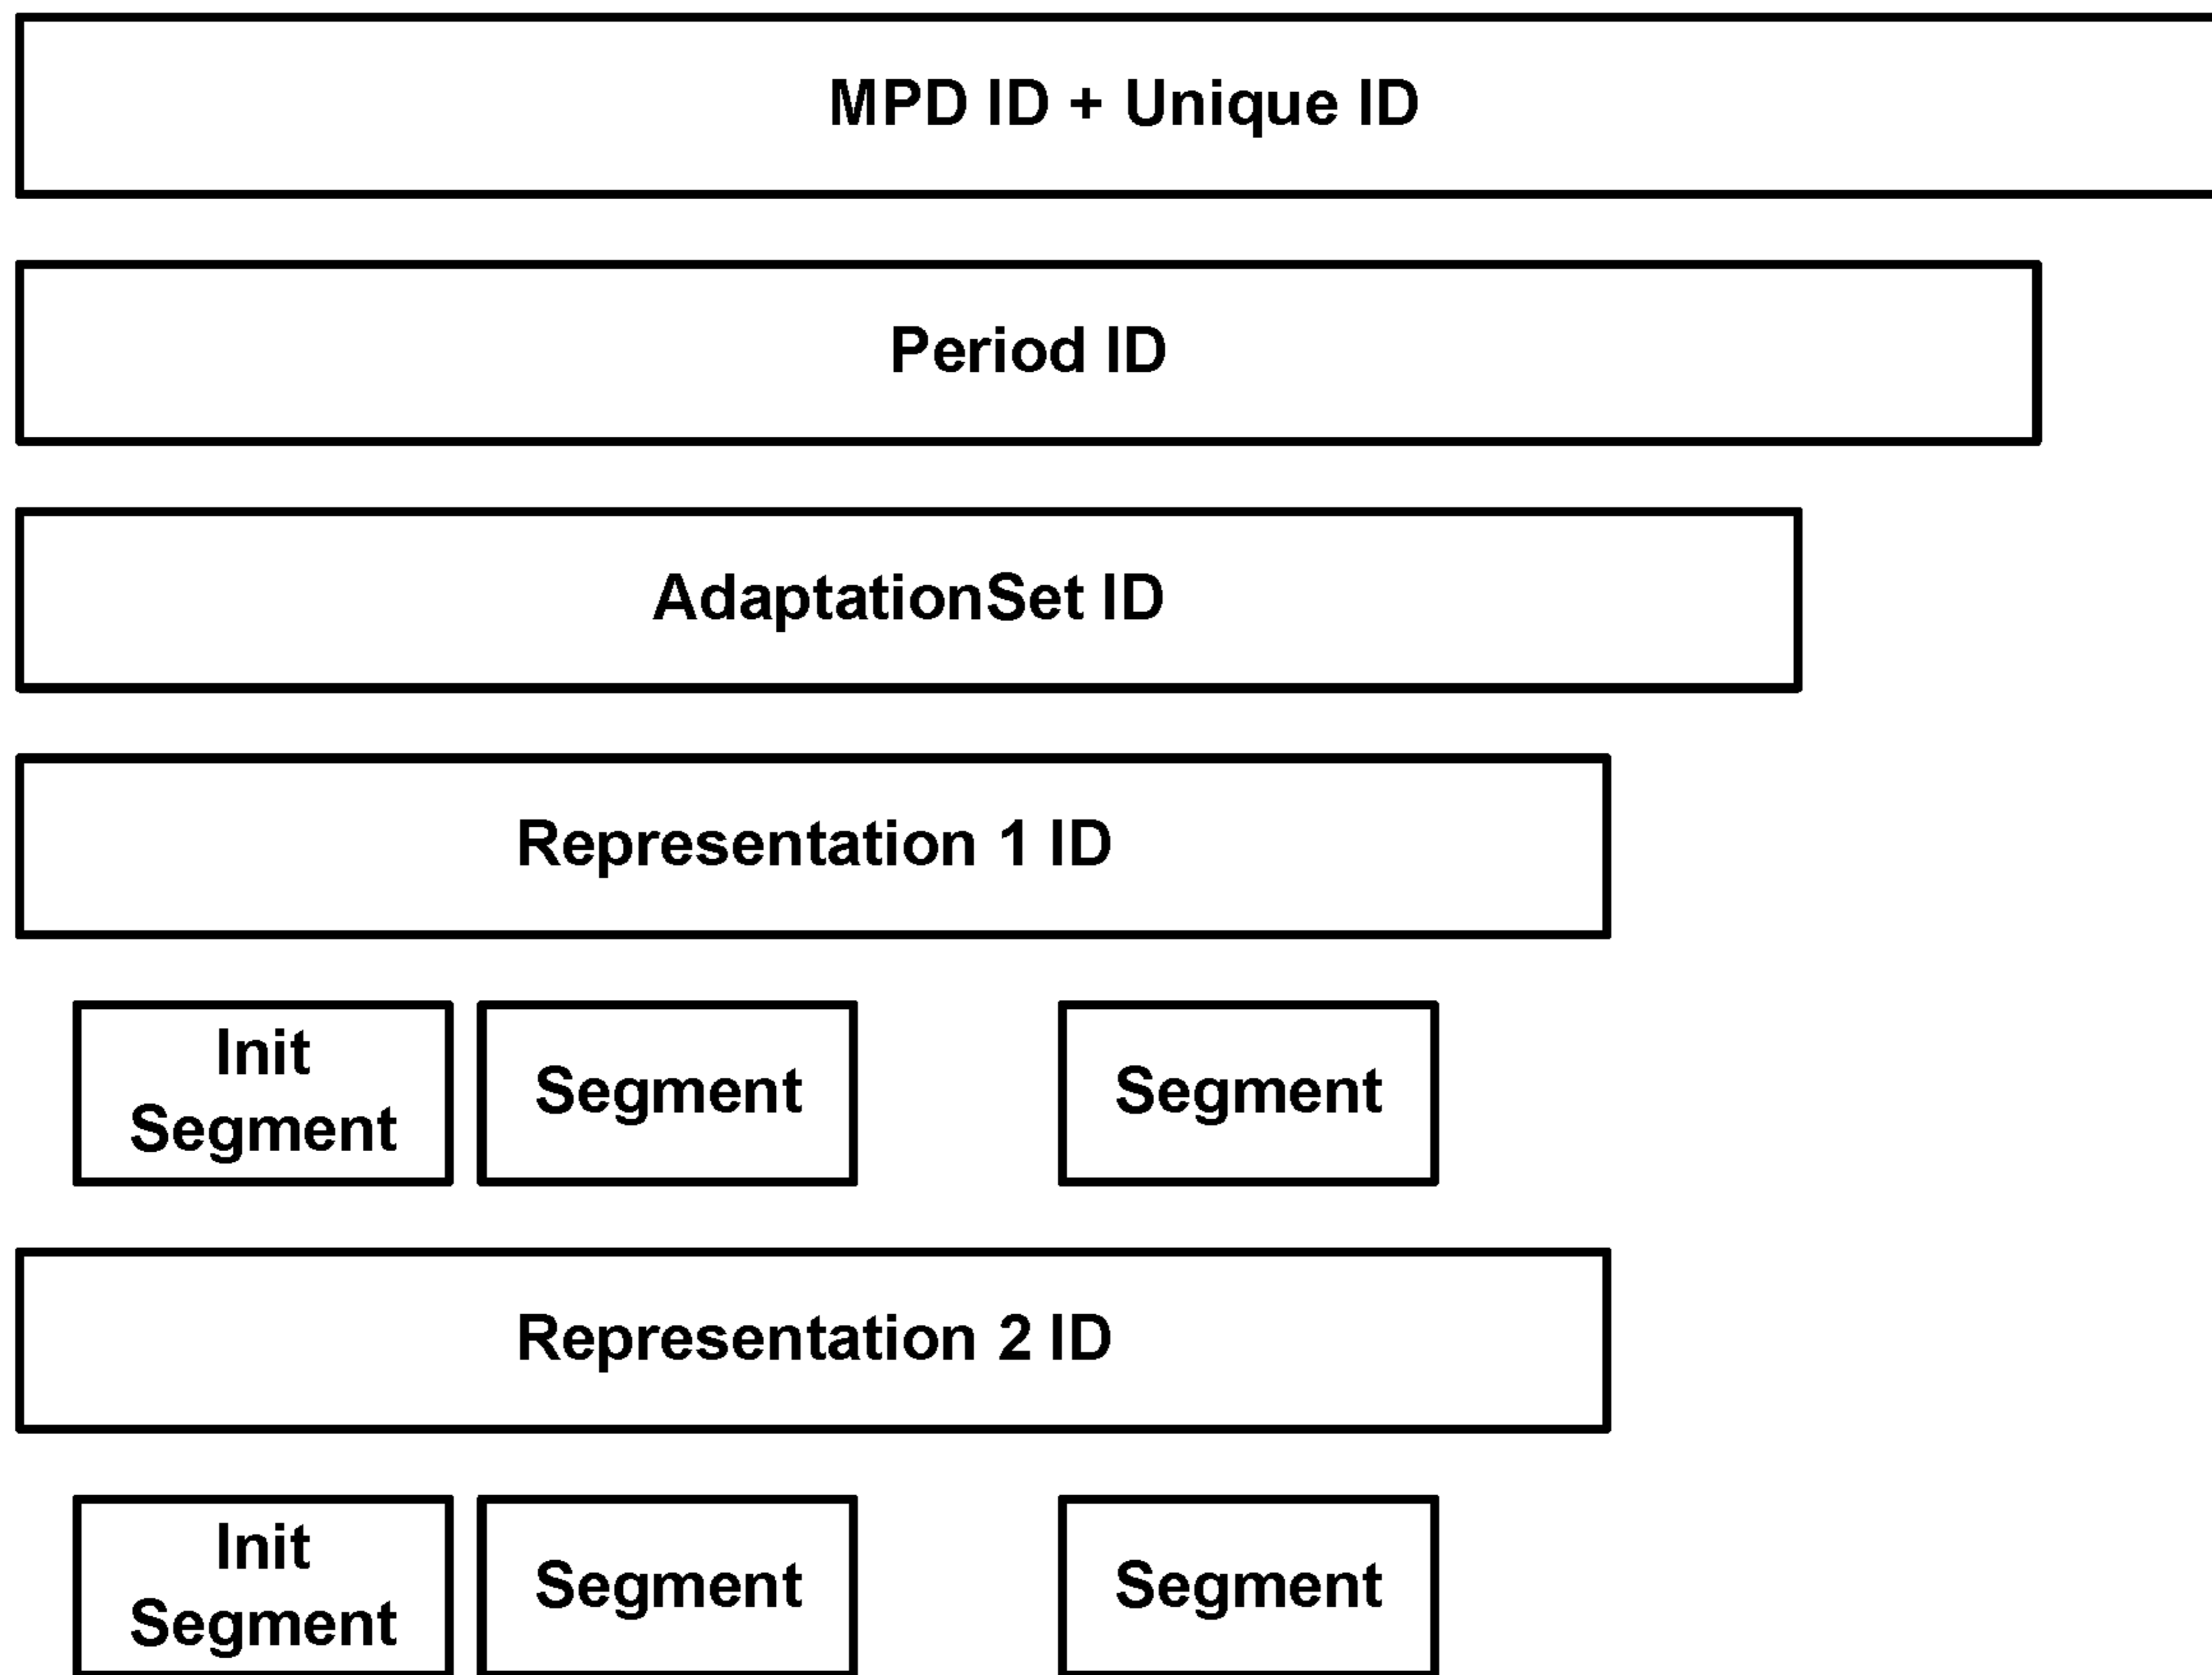 MPD ID + Unique ID
Period ID
AdaptationSet ID
Representation 1 ID
Init
Segment
Segment
Segment
Representation 2 ID
Init
Segment
Segment
Segment